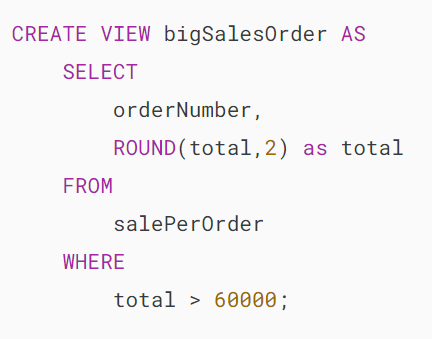 CREATE VIEW bigSalesOrder AS
    SELECT
        orderNumber,
        ROUND(total,2) as total
    FROM
        salePerOrder
    WHERE
        total > 60000;